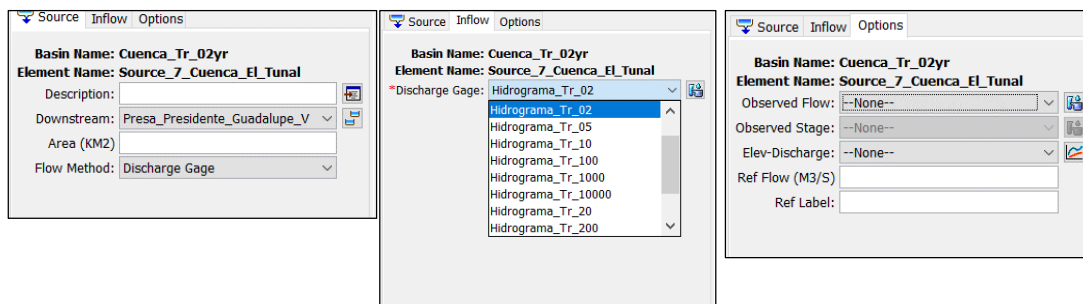 Source Inflow Options
Basin Name: Cuenca_Tr_02yr
Element Name: Source_7_Cuenca_El_Tunal
Description:
Downstream: Presa_Presidente_Guadalupe_V
Area (KM2)
Flow Method: Discharge Gage
Source Inflow Options
Basin Name: Cuenca_Tr_02yr
Element Name: Source_7_Cuenca_El_Tunal
*Discharge Gage: Hidrograma_Tr_02
Hidrograma_Tr_02
Hidrograma_Tr_05
Hidrograma_Tr_10
Hidrograma_Tr_100
Hidrograma_Tr_1000
Hidrograma_Tr_10000
Hidrograma_Tr_20
Hidrograma_Tr_200
Source Inflow Options
Basin Name: Cuenca_Tr_02yr
Element Name: Source_7_Cuenca_El_Tunal
Observed Flow: --None--
Observed Stage: --None--
Elev-Discharge: --None--
Ref Flow (M3/S)
Ref Label: